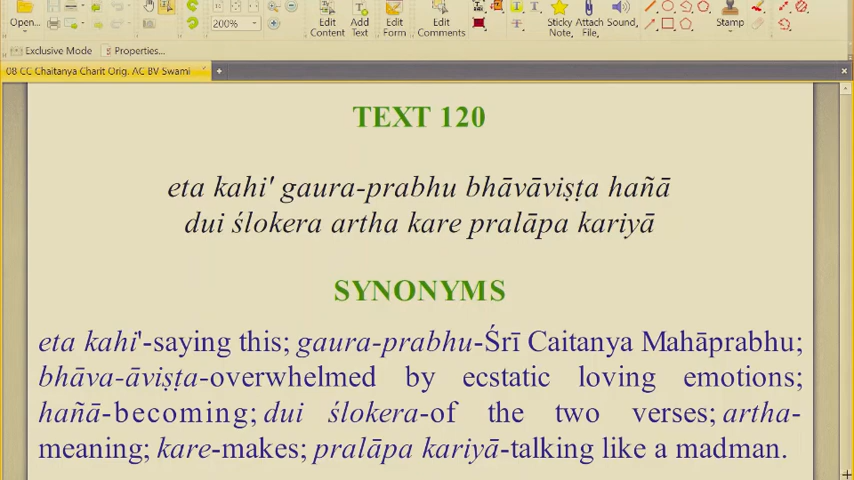 Open...
200%
Edit Content
Add Text
Edit Form
Edit Comments
Sticky Note,
Attach File,
Sound,
Stamp
Exclusive Mode
Properties...
08 CC Chaitanya Charit Orig. AC BV Swami
TEXT 120
eta kahi' gaura-prabhu bhāvāviṣṭa hañā
dui ślokera artha kare pralāpa kariyā
SYNONYMS
eta kahi'-saying this; gaura-prabhu-Śrī Caitanya Mahāprabhu;
bhāva-āviṣṭa-overwhelmed by ecstatic loving emotions;
hañā-becoming; dui ślokera-of the two verses; artha-
meaning; kare-makes; pralāpa kariyā-talking like a madman.